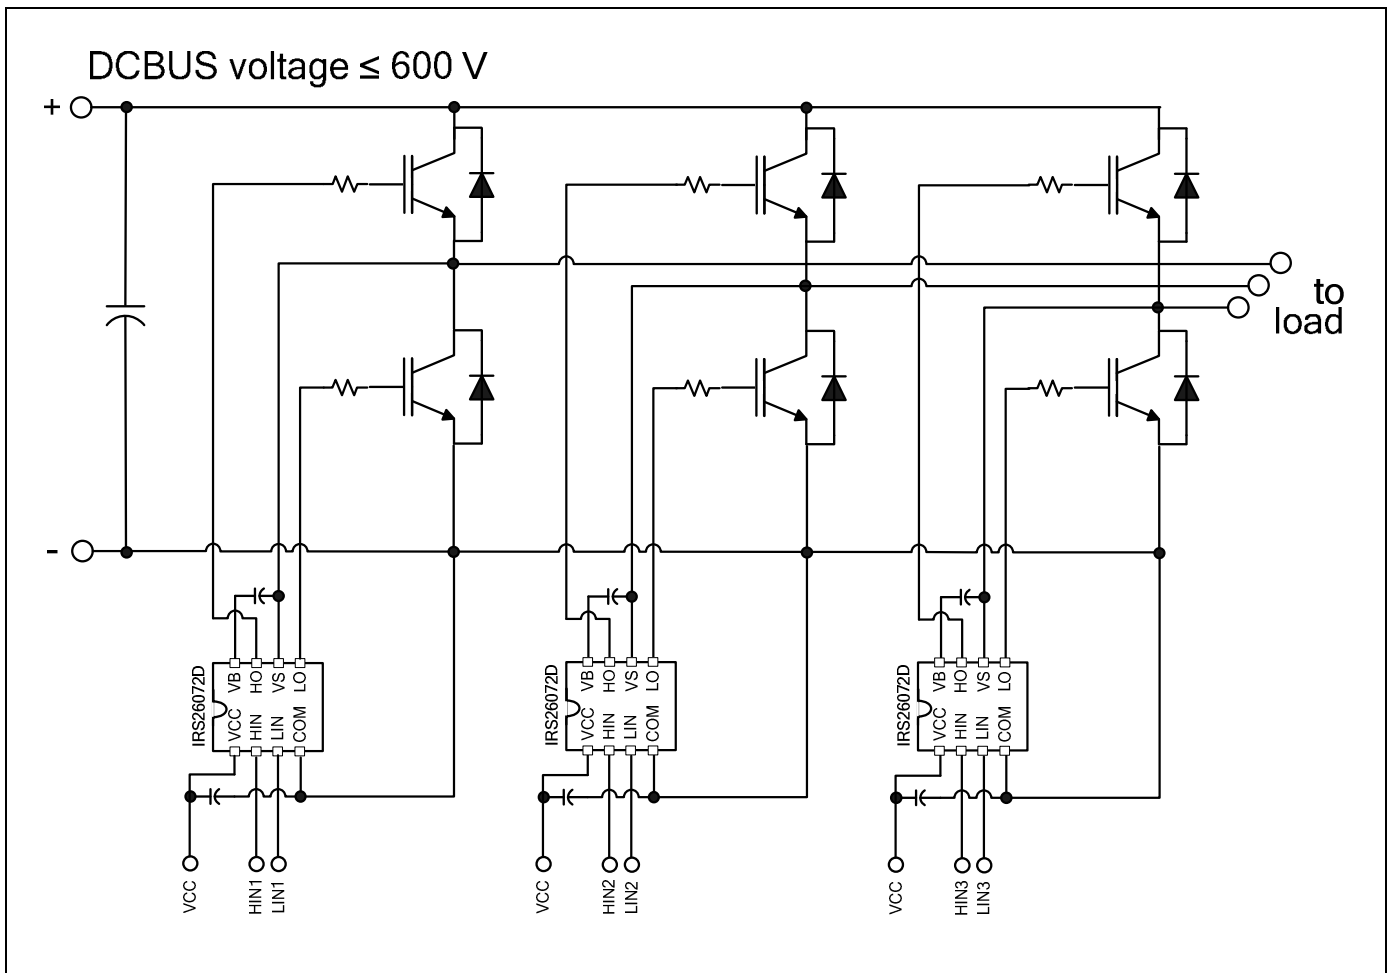 DCBUS voltage ≤ 600 V
+
to
load
-
IRS26072D
VB
HO
VS
LO
VCC
HIN
LIN
COM
IRS26072D
VB
HO
VS
LO
VCC
HIN
LIN
COM
IRS26072D
VB
HO
VS
LO
VCC
HIN
LIN
COM
VCC
HIN1
LIN1
VCC
HIN2
LIN2
VCC
HIN3
LIN3